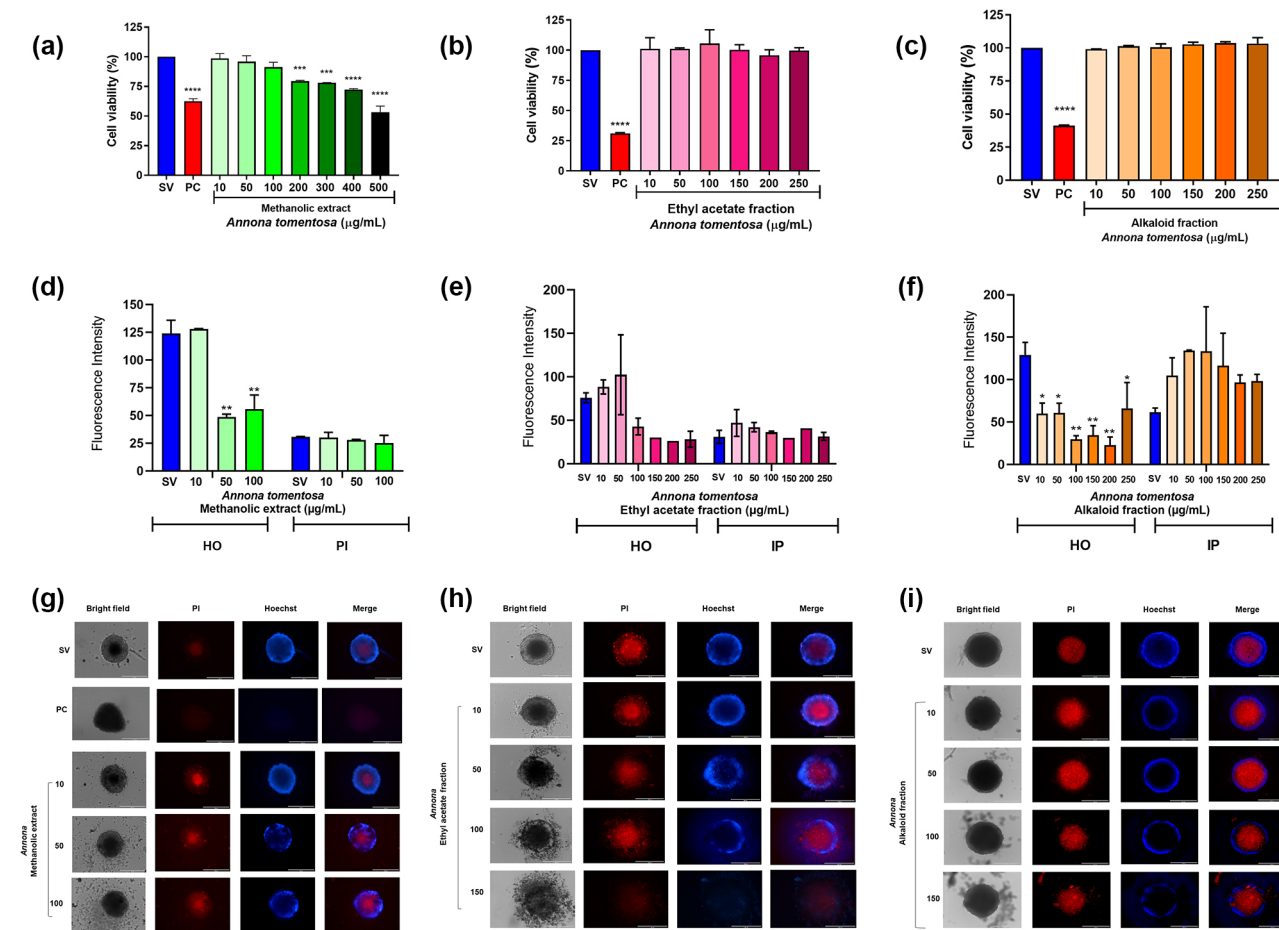 (a)
Cell viability (%)
125
100
75
50
25
0
****
***
***
****
****
SV PC 10 50 100 200 300 400 500
Methanolic extract
Annona tomentosa (μg/mL)
(b)
Cell viability (%)
125
100
75
50
25
0
****
SV PC 10 50 100 150 200 250
Ethyl acetate fraction
Annona tomentosa (μg/mL)
(c)
Cell viability (%)
125
100
75
50
25
0
****
SV PC 10 50 100 150 200 250
Alkaloid fraction
Annona tomentosa (μg/mL)
(d)
Fluorescence Intensity
150
125
100
75
50
25
0
**
**
SV 10 50 100 SV 10 50 100
Annona tomentosa
Methanolic extract (μg/mL)
HO PI
(e)
Fluorescence Intensity
200
150
100
50
0
SV 10 50 100 150 200 250 SV 10 50 100 150 200 250
Annona tomentosa
Ethyl acetate fraction (μg/mL)
HO IP
(f)
Fluorescence Intensity
200
150
100
50
0
*
*
**
**
**
*
SV 10 50 100 150 200 250 SV 10 50 100 150 200 250
Annona tomentosa
Alkaloid fraction (μg/mL)
HO IP
(g)
Bright field PI Hoechst Merge
SV
PC
10
50
100
Annona
Methanolic extract
(h)
Bright field PI Hoechst Merge
SV
10
50
100
150
Annona
Ethyl acetate fraction
(i)
Bright field PI Hoechst Merge
SV
10
50
100
150
Annona
Alkaloid fraction